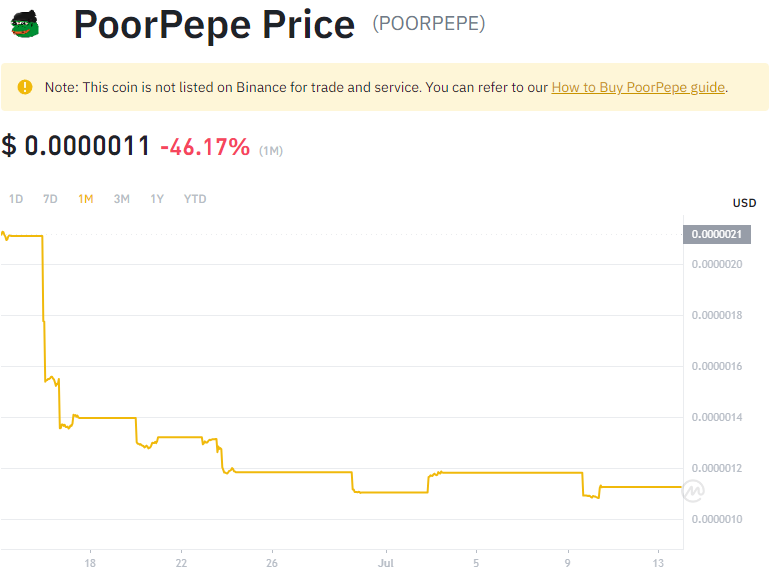 PoorPepe Price (POORPEPE)
Note: This coin is not listed on Binance for trade and service. You can refer to our How to Buy PoorPepe guide.
$ 0.0000011 -46.17% (1M)
1D 7D 1M 3M 1Y YTD
USD
0.0000021
0.0000020
0.0000018
0.0000016
0.0000014
0.0000012
0.0000010
18 22 26 Jul 5 9 13